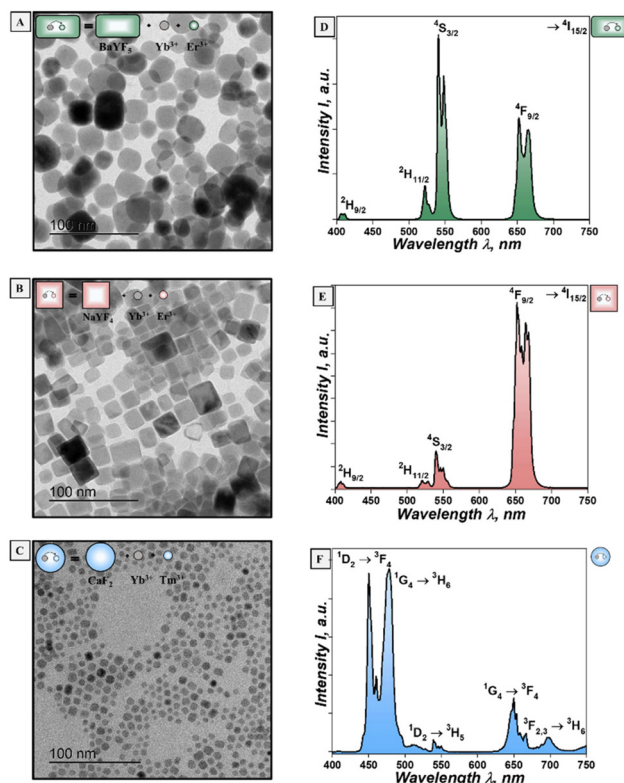 A
=
BaYF₅
Yb³⁺
Er³⁺
100 nm
D
⁴S₃/₂
→ ⁴I₁₅/₂
⁴F₉/₂
²H₁₁/₂
²H₉/₂
Intensity I, a.u.
400 450 500 550 600 650 700 750
Wavelength λ, nm
B
=
NaYF₄
Yb³⁺
Er³⁺
100 nm
E
⁴F₉/₂
→ ⁴I₁₅/₂
⁴S₃/₂
²H₉/₂
²H₁₁/₂
Intensity I, a.u.
400 450 500 550 600 650 700 750
Wavelength λ, nm
C
=
CaF₂
Yb³⁺
Tm³⁺
100 nm
F
¹D₂ → ³F₄
¹G₄ → ³H₆
¹G₄ → ³F₄
³F₂,₃ → ³H₆
¹D₂ → ³H₅
Intensity I, a.u.
400 450 500 550 600 650 700 750
Wavelength λ, nm